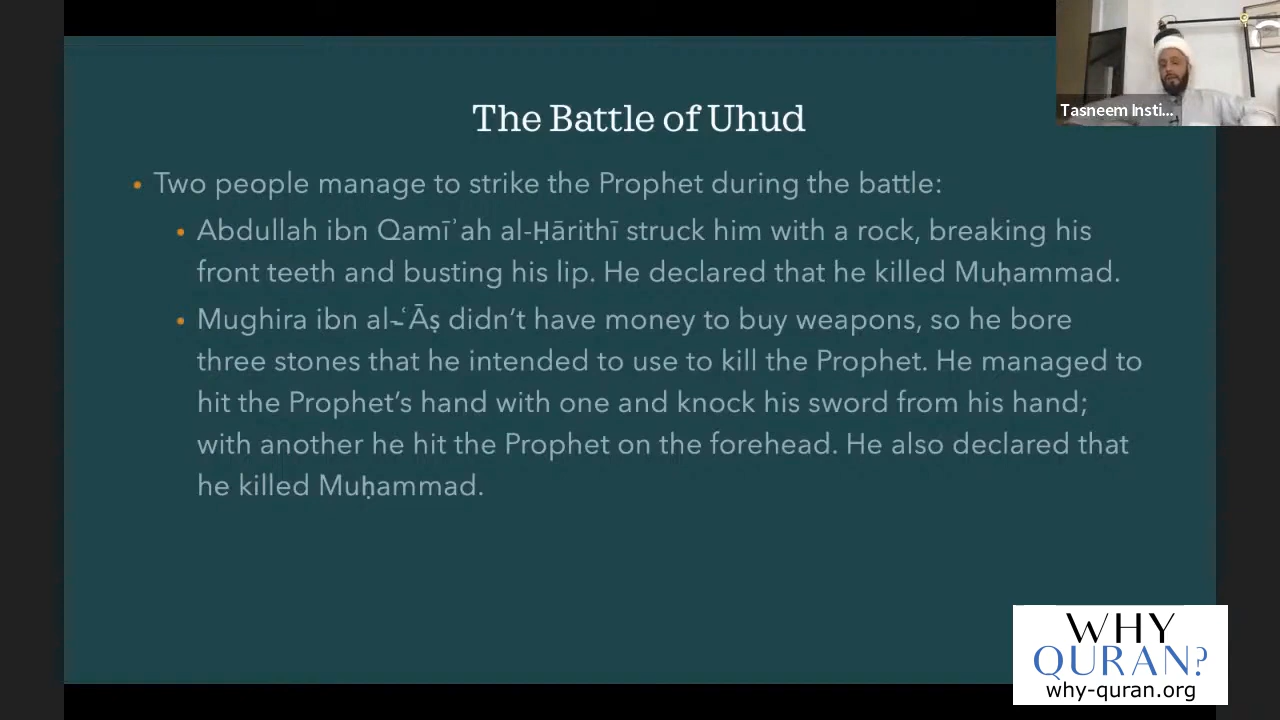 The Battle of Uhud
Tasneem Insti...
• Two people manage to strike the Prophet during the battle:
• Abdullah ibn Qamīʾah al-Ḥārithī struck him with a rock, breaking his
front teeth and busting his lip. He declared that he killed Muḥammad.
• Mughira ibn al-ʿĀṣ didn’t have money to buy weapons, so he bore
three stones that he intended to use to kill the Prophet. He managed to
hit the Prophet’s hand with one and knock his sword from his hand;
with another he hit the Prophet on the forehead. He also declared that
he killed Muḥammad.
WHY
QURAN?
why-quran.org